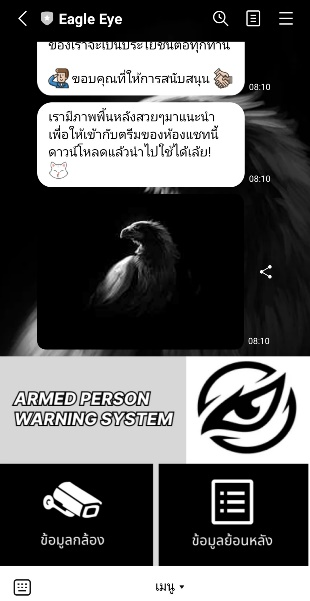 Eagle Eye
ของเราจะเป็นประโยชน์ต่อทุกท่าน
ขอบคุณที่ให้การสนับสนุน
08:10
เรามีภาพพื้นหลังสวยๆมาแนะนำ
เพื่อให้เข้ากับตรีมของห้องแชทนี้
ดาวน์โหลดแล้วนำไปใช้ได้เล้ย!
08:10
08:10
ARMED PERSON
WARNING SYSTEM
ข้อมูลกล้อง
ข้อมูลย้อนหลัง
เมนู